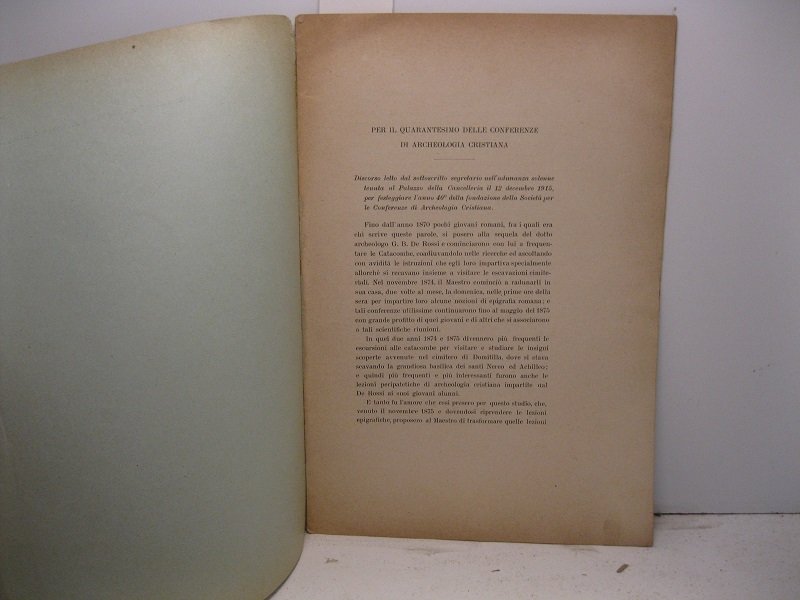 PER IL QUARANTESIMO DELLE CONFERENZE
DI ARCHEOLOGIA CRISTIANA
Discorso letto dal sottoscritto segretario nell'adunanza solenne
tenuta al Palazzo della Cancelleria il 12 decembre 1915,
per festeggiare l'anno 40° della fondazione della Società per
le Conferenze di Archeologia Cristiana.
Fino dall'anno 1870 pochi giovani romani, fra i quali era
chi scrive queste parole, si posero alla sequela del dotto
archeologo G. B. De Rossi e cominciarono con lui a frequen-
tare le Catacombe, coadiuvandolo nelle ricerche ed ascoltando
con avidità le istruzioni che egli loro impartiva specialmente
allorchè si recavano insieme a visitare le escavazioni cimite-
riali. Nel novembre 1874, il Maestro cominciò a radunarli in
sua casa, due volte al mese, la domenica, nelle prime ore della
sera per impartire loro alcune nozioni di epigrafia romana; e
tali conferenze utilissime continuarono fino al maggio del 1875
con grande profitto di quei giovani e di altri che si associarono
a tali scientifiche riunioni.
In quei due anni 1874 e 1875 divennero più frequenti le
escursioni alle catacombe per visitare e studiare le insigni
scoperte avvenute nel cimitero di Domitilla, dove si stava
scavando la grandiosa basilica dei santi Nereo ed Achilleo;
e quindi più frequenti e più interessanti furono anche le
lezioni peripatetiche di archeologia cristiana impartite dal
De Rossi ai suoi giovani alunni.
E tanto fu l'amore che essi presero per questo studio, che,
venuto il novembre 1875 e dovendosi riprendere le lezioni
epigrafiche, proposero al Maestro di trasformare quelle lezioni